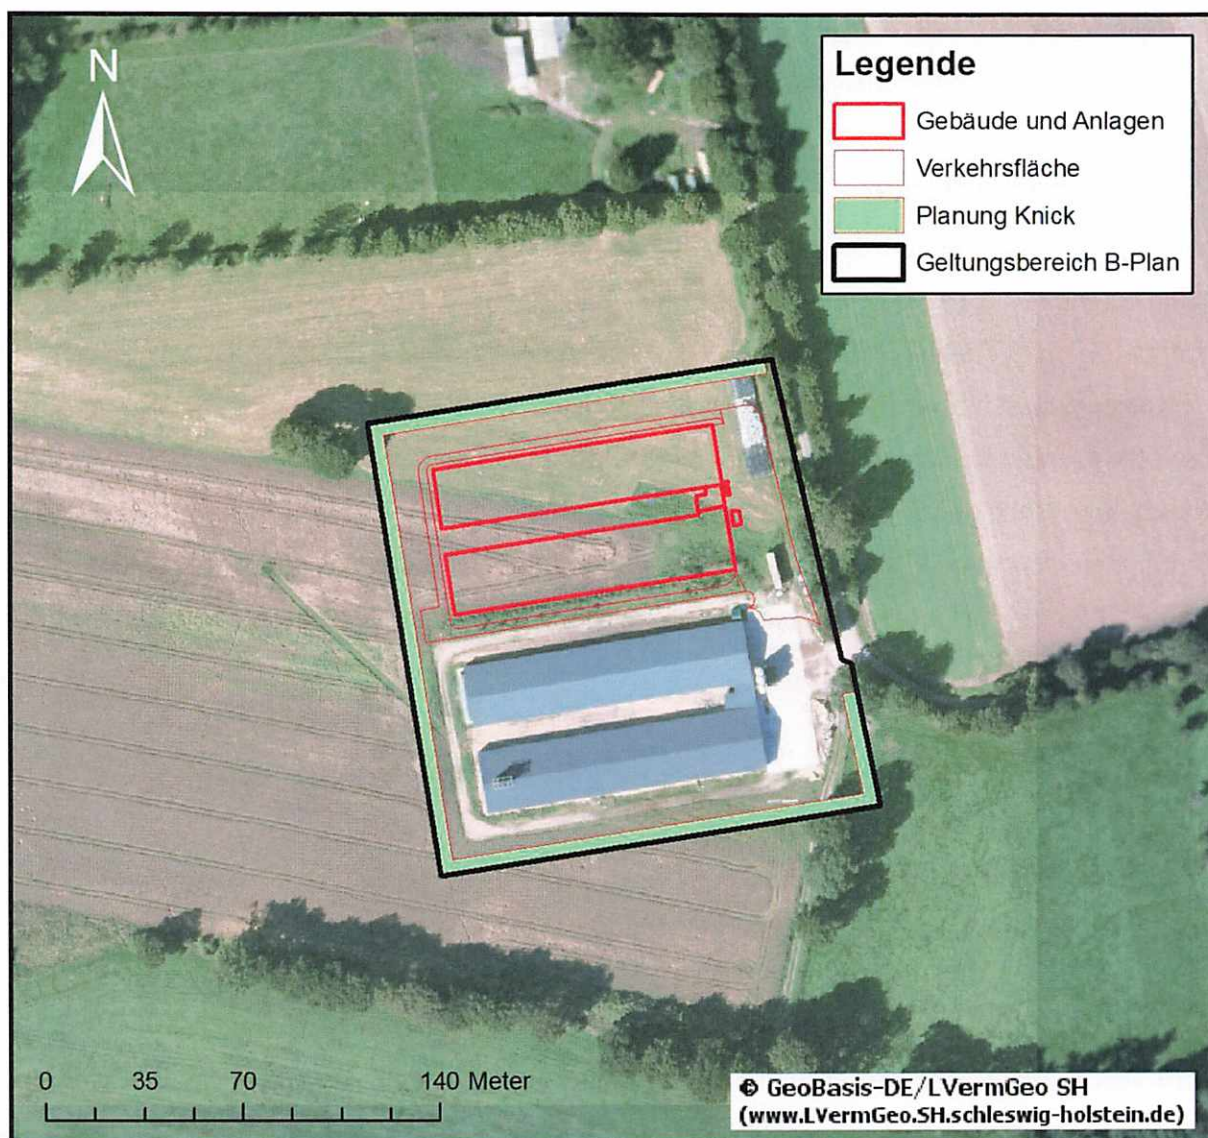 N
Legende
Gebäude und Anlagen
Verkehrsfläche
Planung Knick
Geltungsbereich B-Plan
0 35 70 140 Meter
© GeoBasis-DE/LVermGeo SH
(www.LVermGeo.SH.schleswig-holstein.de)